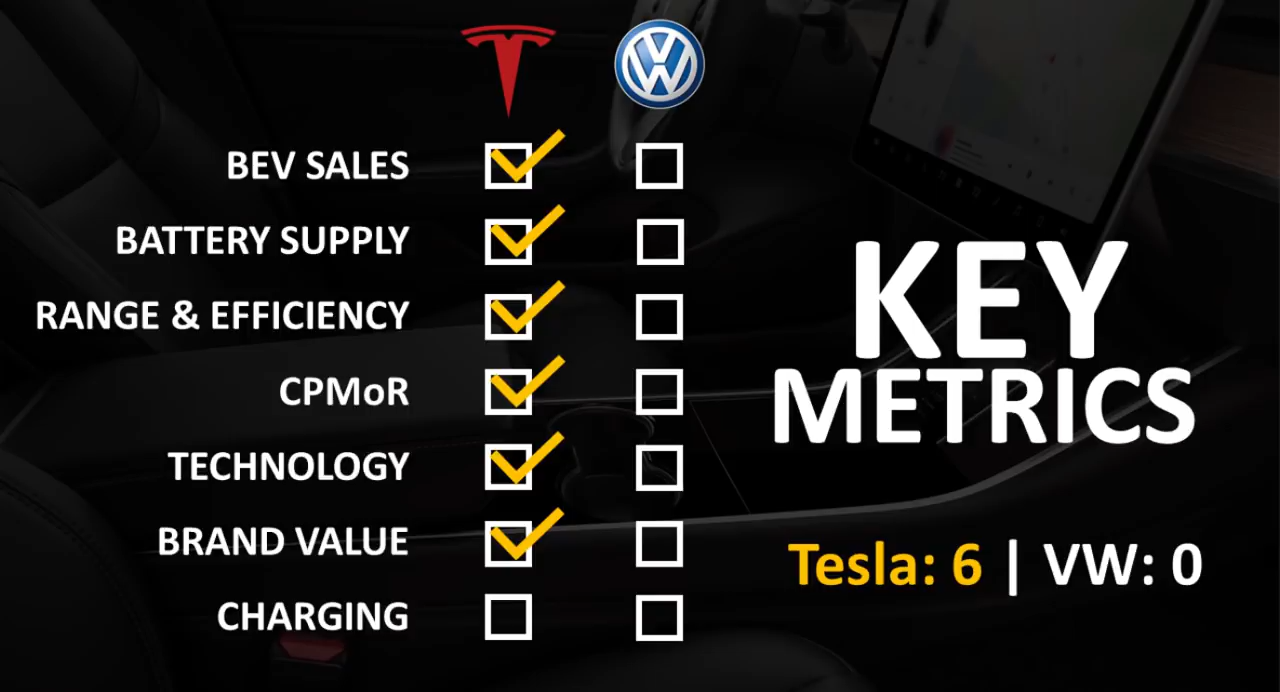 BEV SALES
BATTERY SUPPLY
RANGE & EFFICIENCY
CPMoR
TECHNOLOGY
BRAND VALUE
CHARGING
KEY
METRICS
Tesla: 6 | VW: 0